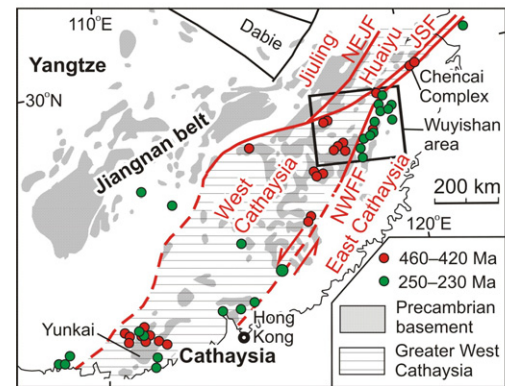 110°E
Dabie
Jiuling
NEJF
Huaiyu
JSF
Yangtze
Chencai
Complex
30°N
Wuyishan
area
Jiangnan belt
West
Cathaysia
NWFF
East Cathaysia
200 km
120°E
460–420 Ma
250–230 Ma
Precambrian
basement
Greater West
Cathaysia
Hong
Kong
Yunkai
Cathaysia